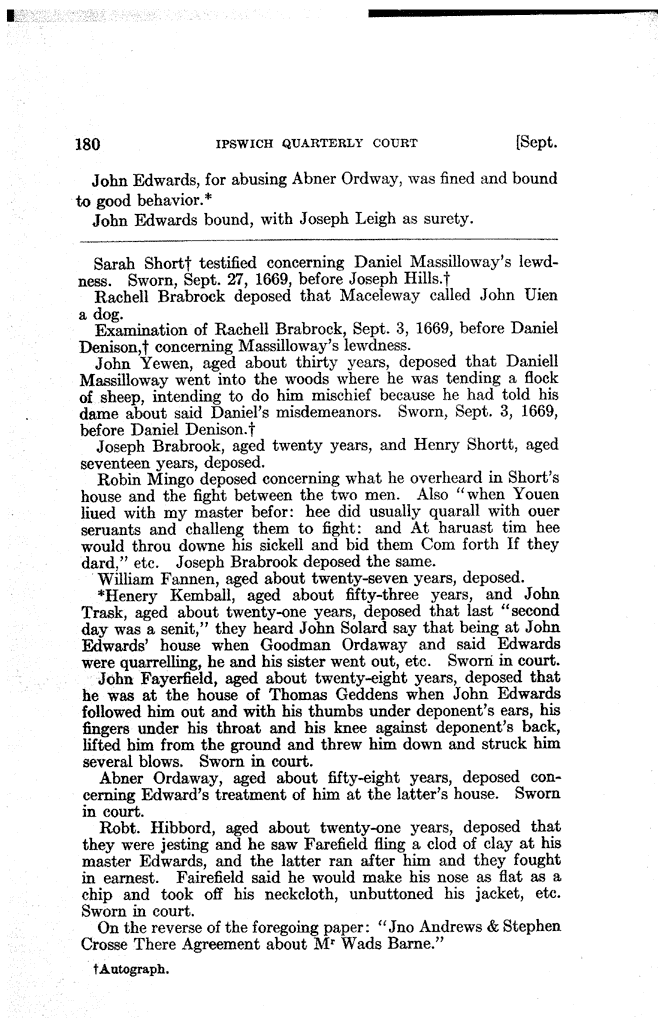 180 IPSWICH QUARTERLY COURT [Sept.
John Edwards, for abusing Abner Ordway, was fined and bound
to good behavior.*
John Edwards bound, with Joseph Leigh as surety.
Sarah Short† testified concerning Daniel Massilloway's lewd-
ness. Sworn, Sept. 27, 1669, before Joseph Hills.†
Rachell Brabrock deposed that Maceleway called John Uien
a dog.
Examination of Rachell Brabrock, Sept. 3, 1669, before Daniel
Denison,† concerning Massilloway's lewdness.
John Yewen, aged about thirty years, deposed that Daniell
Massilloway went into the woods where he was tending a flock
of sheep, intending to do him mischief because he had told his
dame about said Daniel's misdemeanors. Sworn, Sept. 3, 1669,
before Daniel Denison.†
Joseph Brabrook, aged twenty years, and Henry Shortt, aged
seventeen years, deposed.
Robin Mingo deposed concerning what he overheard in Short's
house and the fight between the two men. Also "when Youen
liued with my master befor: hee did usually quarall with ouer
seruants and challeng them to fight: and At haruast tim hee
would throu downe his sickell and bid them Com forth If they
dard," etc. Joseph Brabrook deposed the same.
William Fannen, aged about twenty-seven years, deposed.
*Henery Kemball, aged about fifty-three years, and John
Trask, aged about twenty-one years, deposed that last "second
day was a senit," they heard John Solard say that being at John
Edwards' house when Goodman Ordaway and said Edwards
were quarrelling, he and his sister went out, etc. Sworn in court.
John Fayerfield, aged about twenty-eight years, deposed that
he was at the house of Thomas Geddens when John Edwards
followed him out and with his thumbs under deponent's ears, his
fingers under his throat and his knee against deponent's back,
lifted him from the ground and threw him down and struck him
several blows. Sworn in court.
Abner Ordaway, aged about fifty-eight years, deposed con-
cerning Edward's treatment of him at the latter's house. Sworn
in court.
Robt. Hibbord, aged about twenty-one years, deposed that
they were jesting and he saw Farefield fling a clod of clay at his
master Edwards, and the latter ran after him and they fought
in earnest. Fairefield said he would make his nose as flat as a
chip and took off his neckcloth, unbuttoned his jacket, etc.
Sworn in court.
On the reverse of the foregoing paper: "Jno Andrews & Stephen
Crosse There Agreement about Mʳ Wads Barne."
†Autograph.